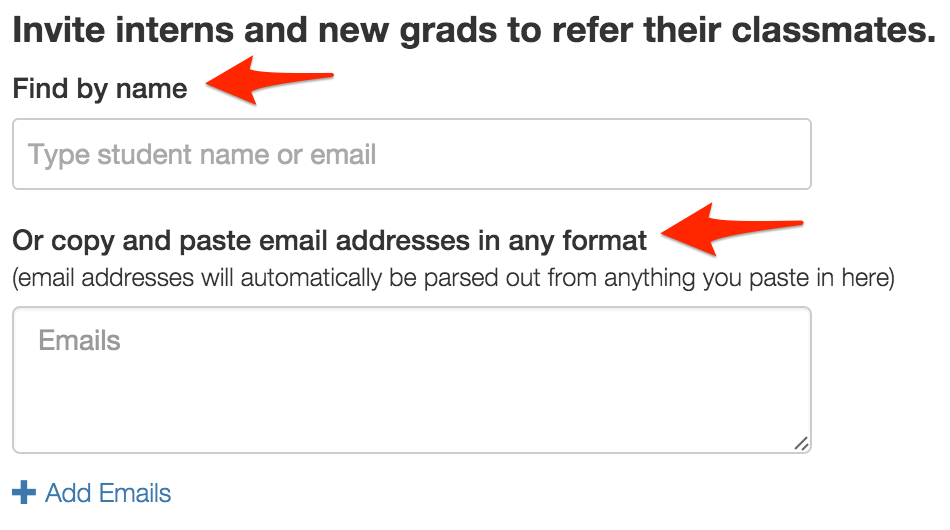 Invite interns and new grads to refer their classmates.
Find by name
Type student name or email
Or copy and paste email addresses in any format
(email addresses will automatically be parsed out from anything you paste in here)
Emails
Add Emails